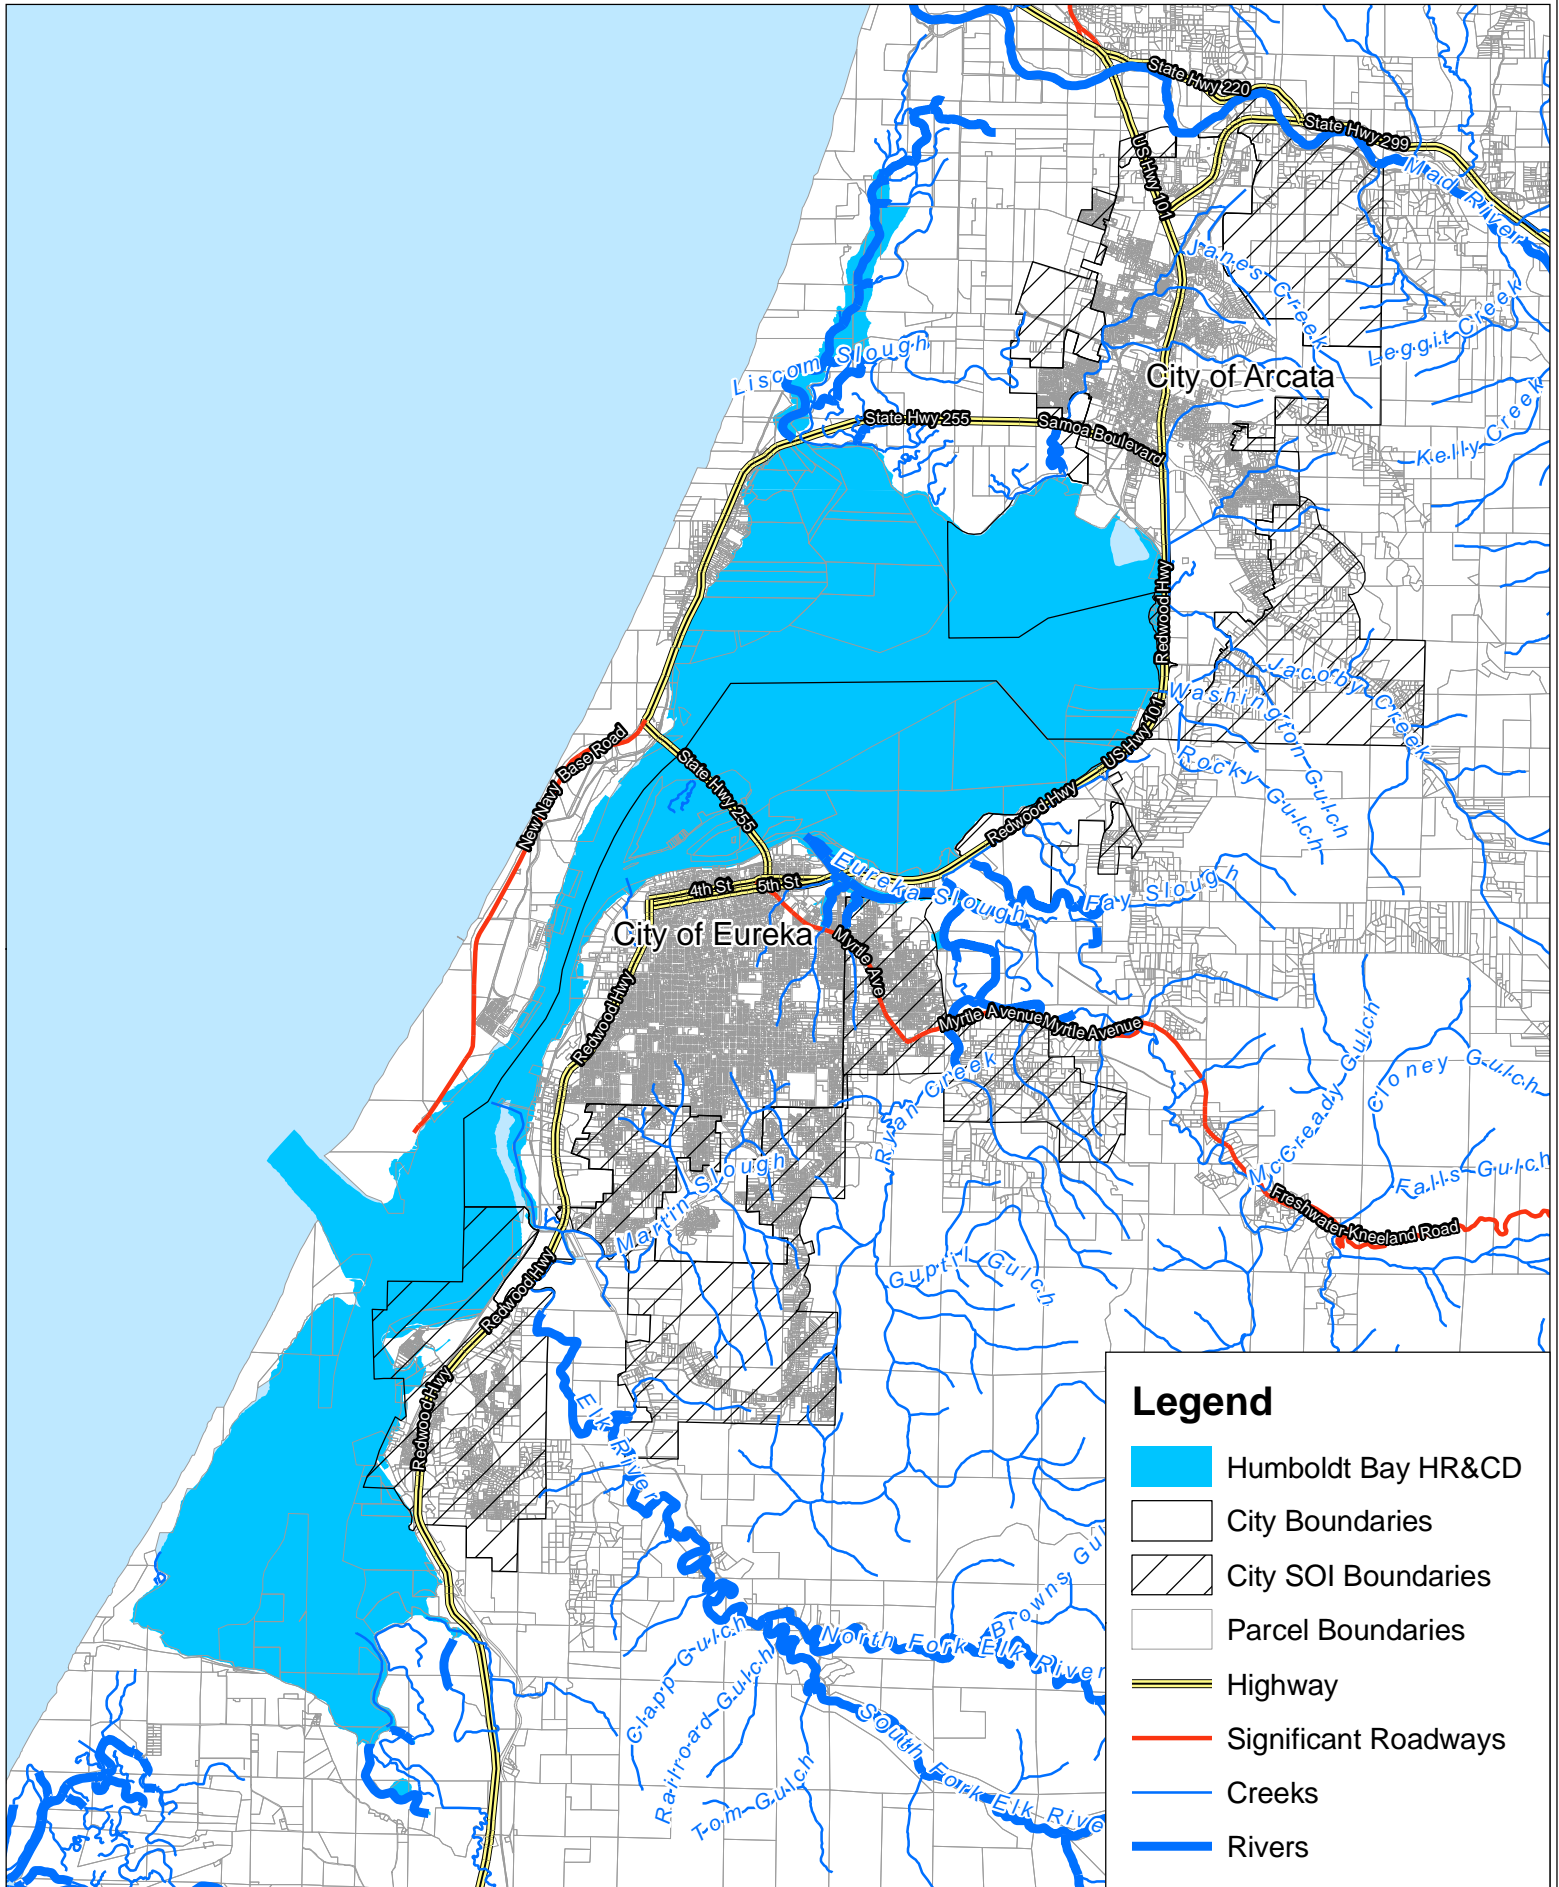 State Hwy 220
State Hwy 299
Mad River
US Hwy 101
Janes Creek
Leggit Creek
Liscom Slough
City of Arcata
Kelly Creek
State Hwy 255
Samoa Boulevard
Redwood Hwy
Jacoby Creek
Washington Gulch
US Hwy 101
Rocky Gulch
New Navy Base Road
State Hwy 255
Redwood Hwy
Eureka Slough
Fay Slough
4th St
5th St
City of Eureka
Myrtle Ave
Redwood Hwy
Myrtle Avenue
Myrtle Avenue
McCready Gulch
Cloney Gulch
Ryan Creek
Martin Slough
Falls Gulch
Freshwater-Kneeland Road
Guptil Gulch
Redwood Hwy
Redwood Hwy
Elk River
Browns Gul
North Fork Elk River
Clapp Gulch
Railroad Gulch
Tom Gulch
South Fork Elk Rive
Legend
Humboldt Bay HR&CD
City Boundaries
City SOI Boundaries
Parcel Boundaries
Highway
Significant Roadways
Creeks
Rivers